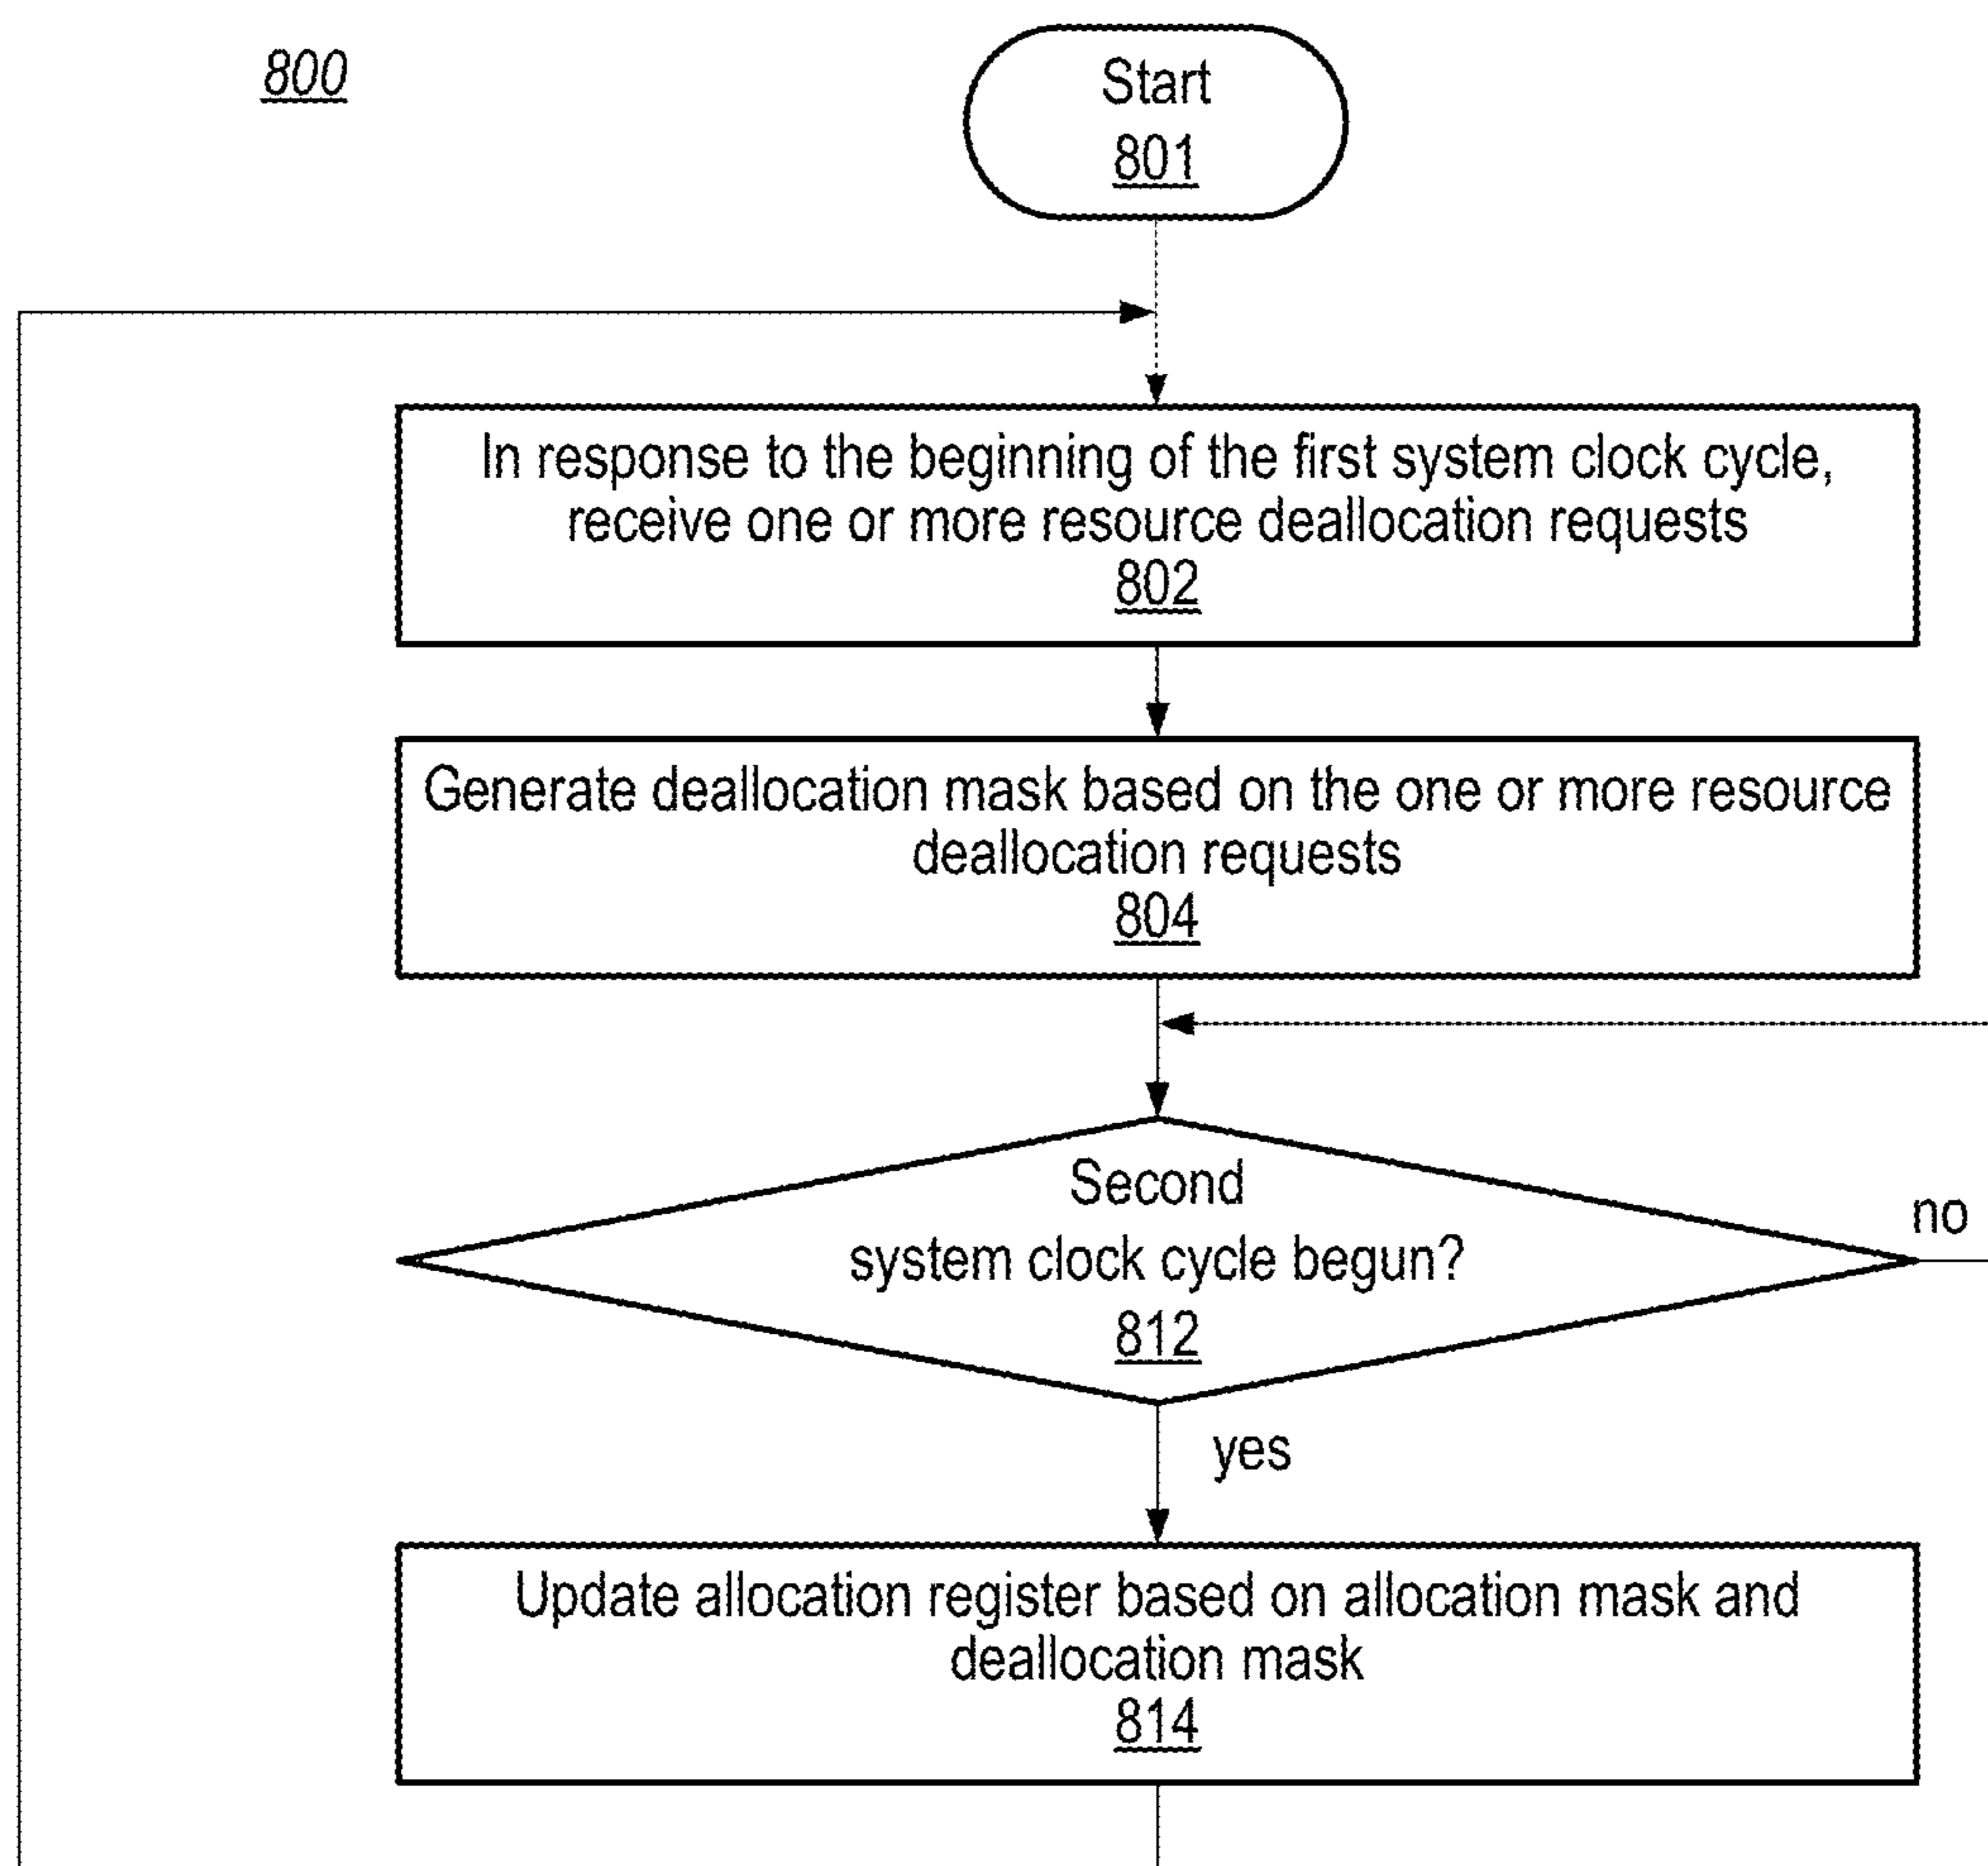 800
Start
801
In response to the beginning of the first system clock cycle,
receive one or more resource deallocation requests
802
Generate deallocation mask based on the one or more resource
deallocation requests
804
Second
system clock cycle begun?
812
no
yes
Update allocation register based on allocation mask and
deallocation mask
814